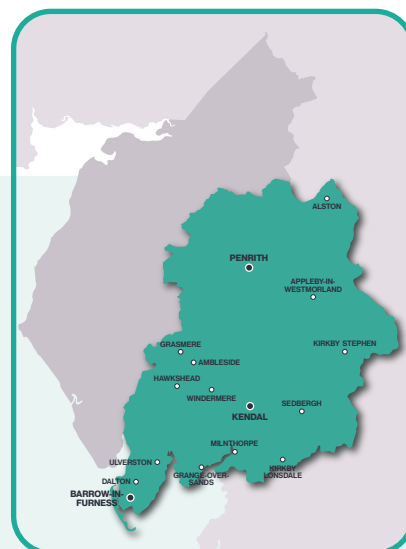 ALSTON
PENRITH
APPLEBY-IN-
WESTMORLAND
GRASMERE
KIRKBY STEPHEN
AMBLESIDE
HAWKSHEAD
WINDERMERE
KENDAL
SEDBERGH
MILNTHORPE
ULVERSTON
KIRKBY
LONSDALE
GRANGE-OVER-
SANDS
DALTON
BARROW-IN-
FURNESS